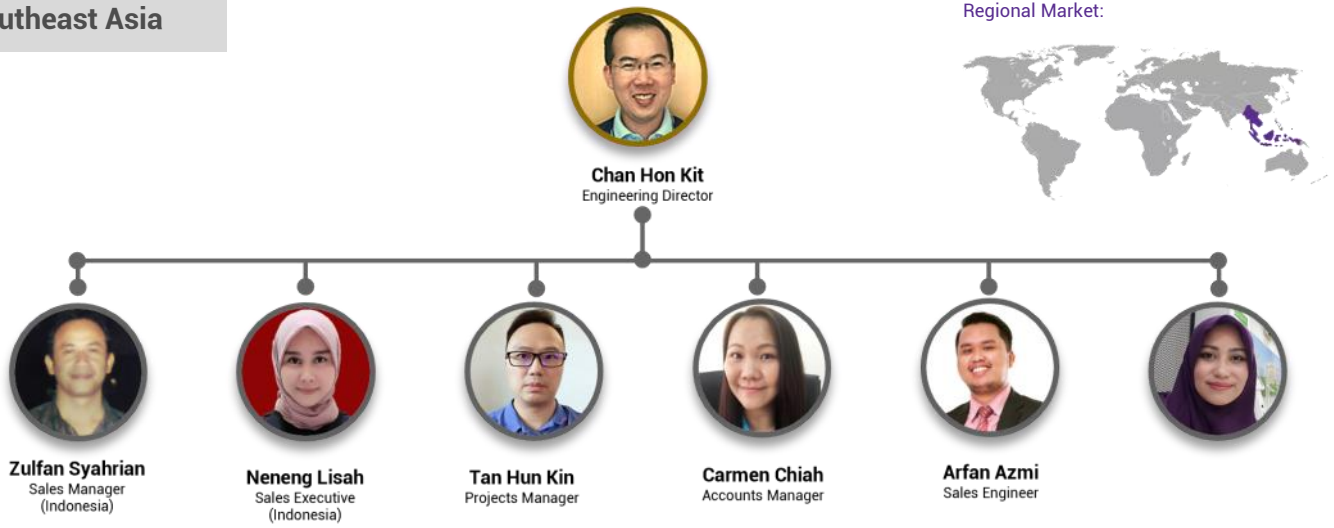 utheast Asia
Regional Market:
Chan Hon Kit
Engineering Director
Zulfan Syahrian
Sales Manager
(Indonesia)
Neneng Lisah
Sales Executive
(Indonesia)
Tan Hun Kin
Projects Manager
Carmen Chiah
Accounts Manager
Arfan Azmi
Sales Engineer